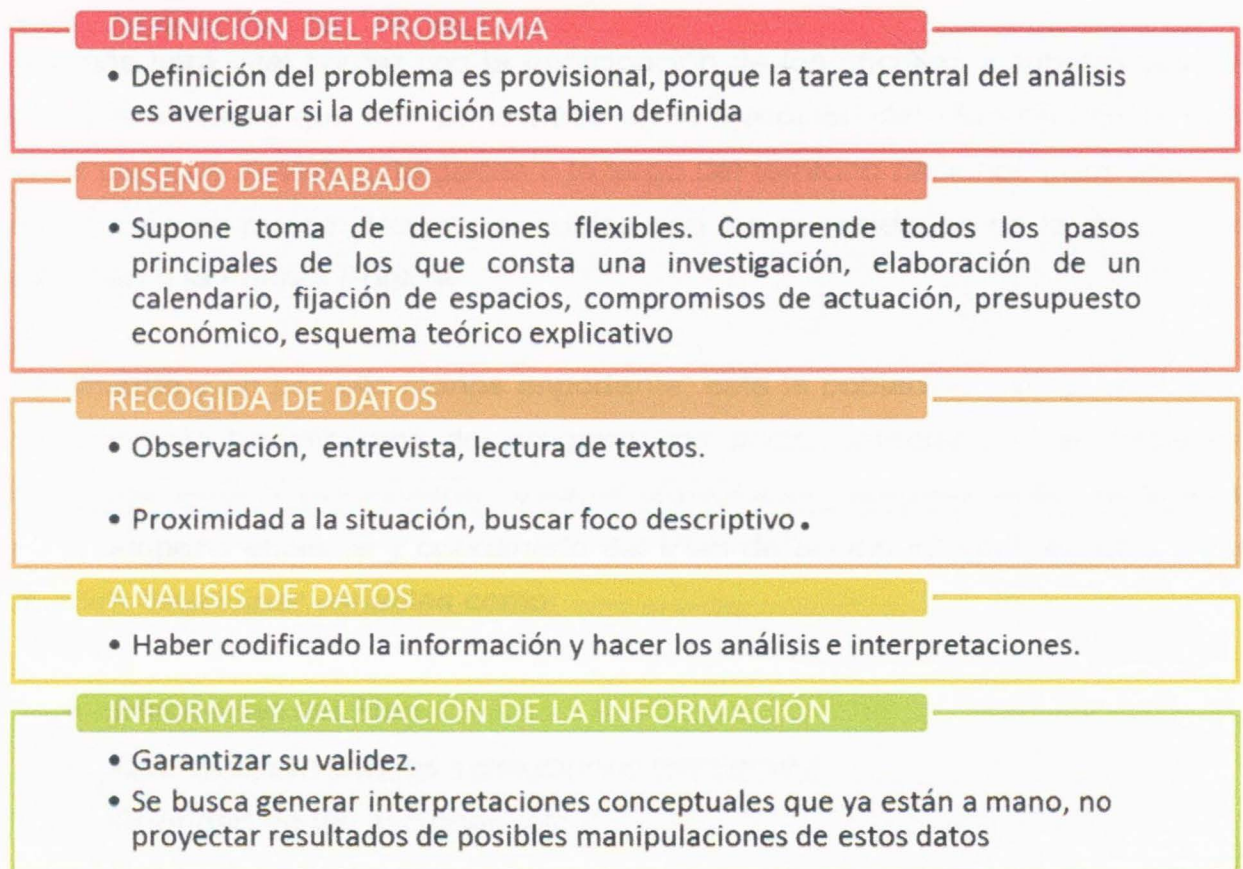 DEFINICIÓN DEL PROBLEMA
• Definición del problema es provisional, porque la tarea central del análisis
es averiguar si la definición esta bien definida
DISEÑO DE TRABAJO
• Supone toma de decisiones flexibles. Comprende todos los pasos
principales de los que consta una investigación, elaboración de un
calendario, fijación de espacios, compromisos de actuación, presupuesto
económico, esquema teórico explicativo
RECOGIDA DE DATOS
• Observación, entrevista, lectura de textos.
• Proximidad a la situación, buscar foco descriptivo.
ANALISIS DE DATOS
• Haber codificado la información y hacer los análisis e interpretaciones.
INFORME Y VALIDACIÓN DE LA INFORMACIÓN
• Garantizar su validez.
• Se busca generar interpretaciones conceptuales que ya están a mano, no
proyectar resultados de posibles manipulaciones de estos datos